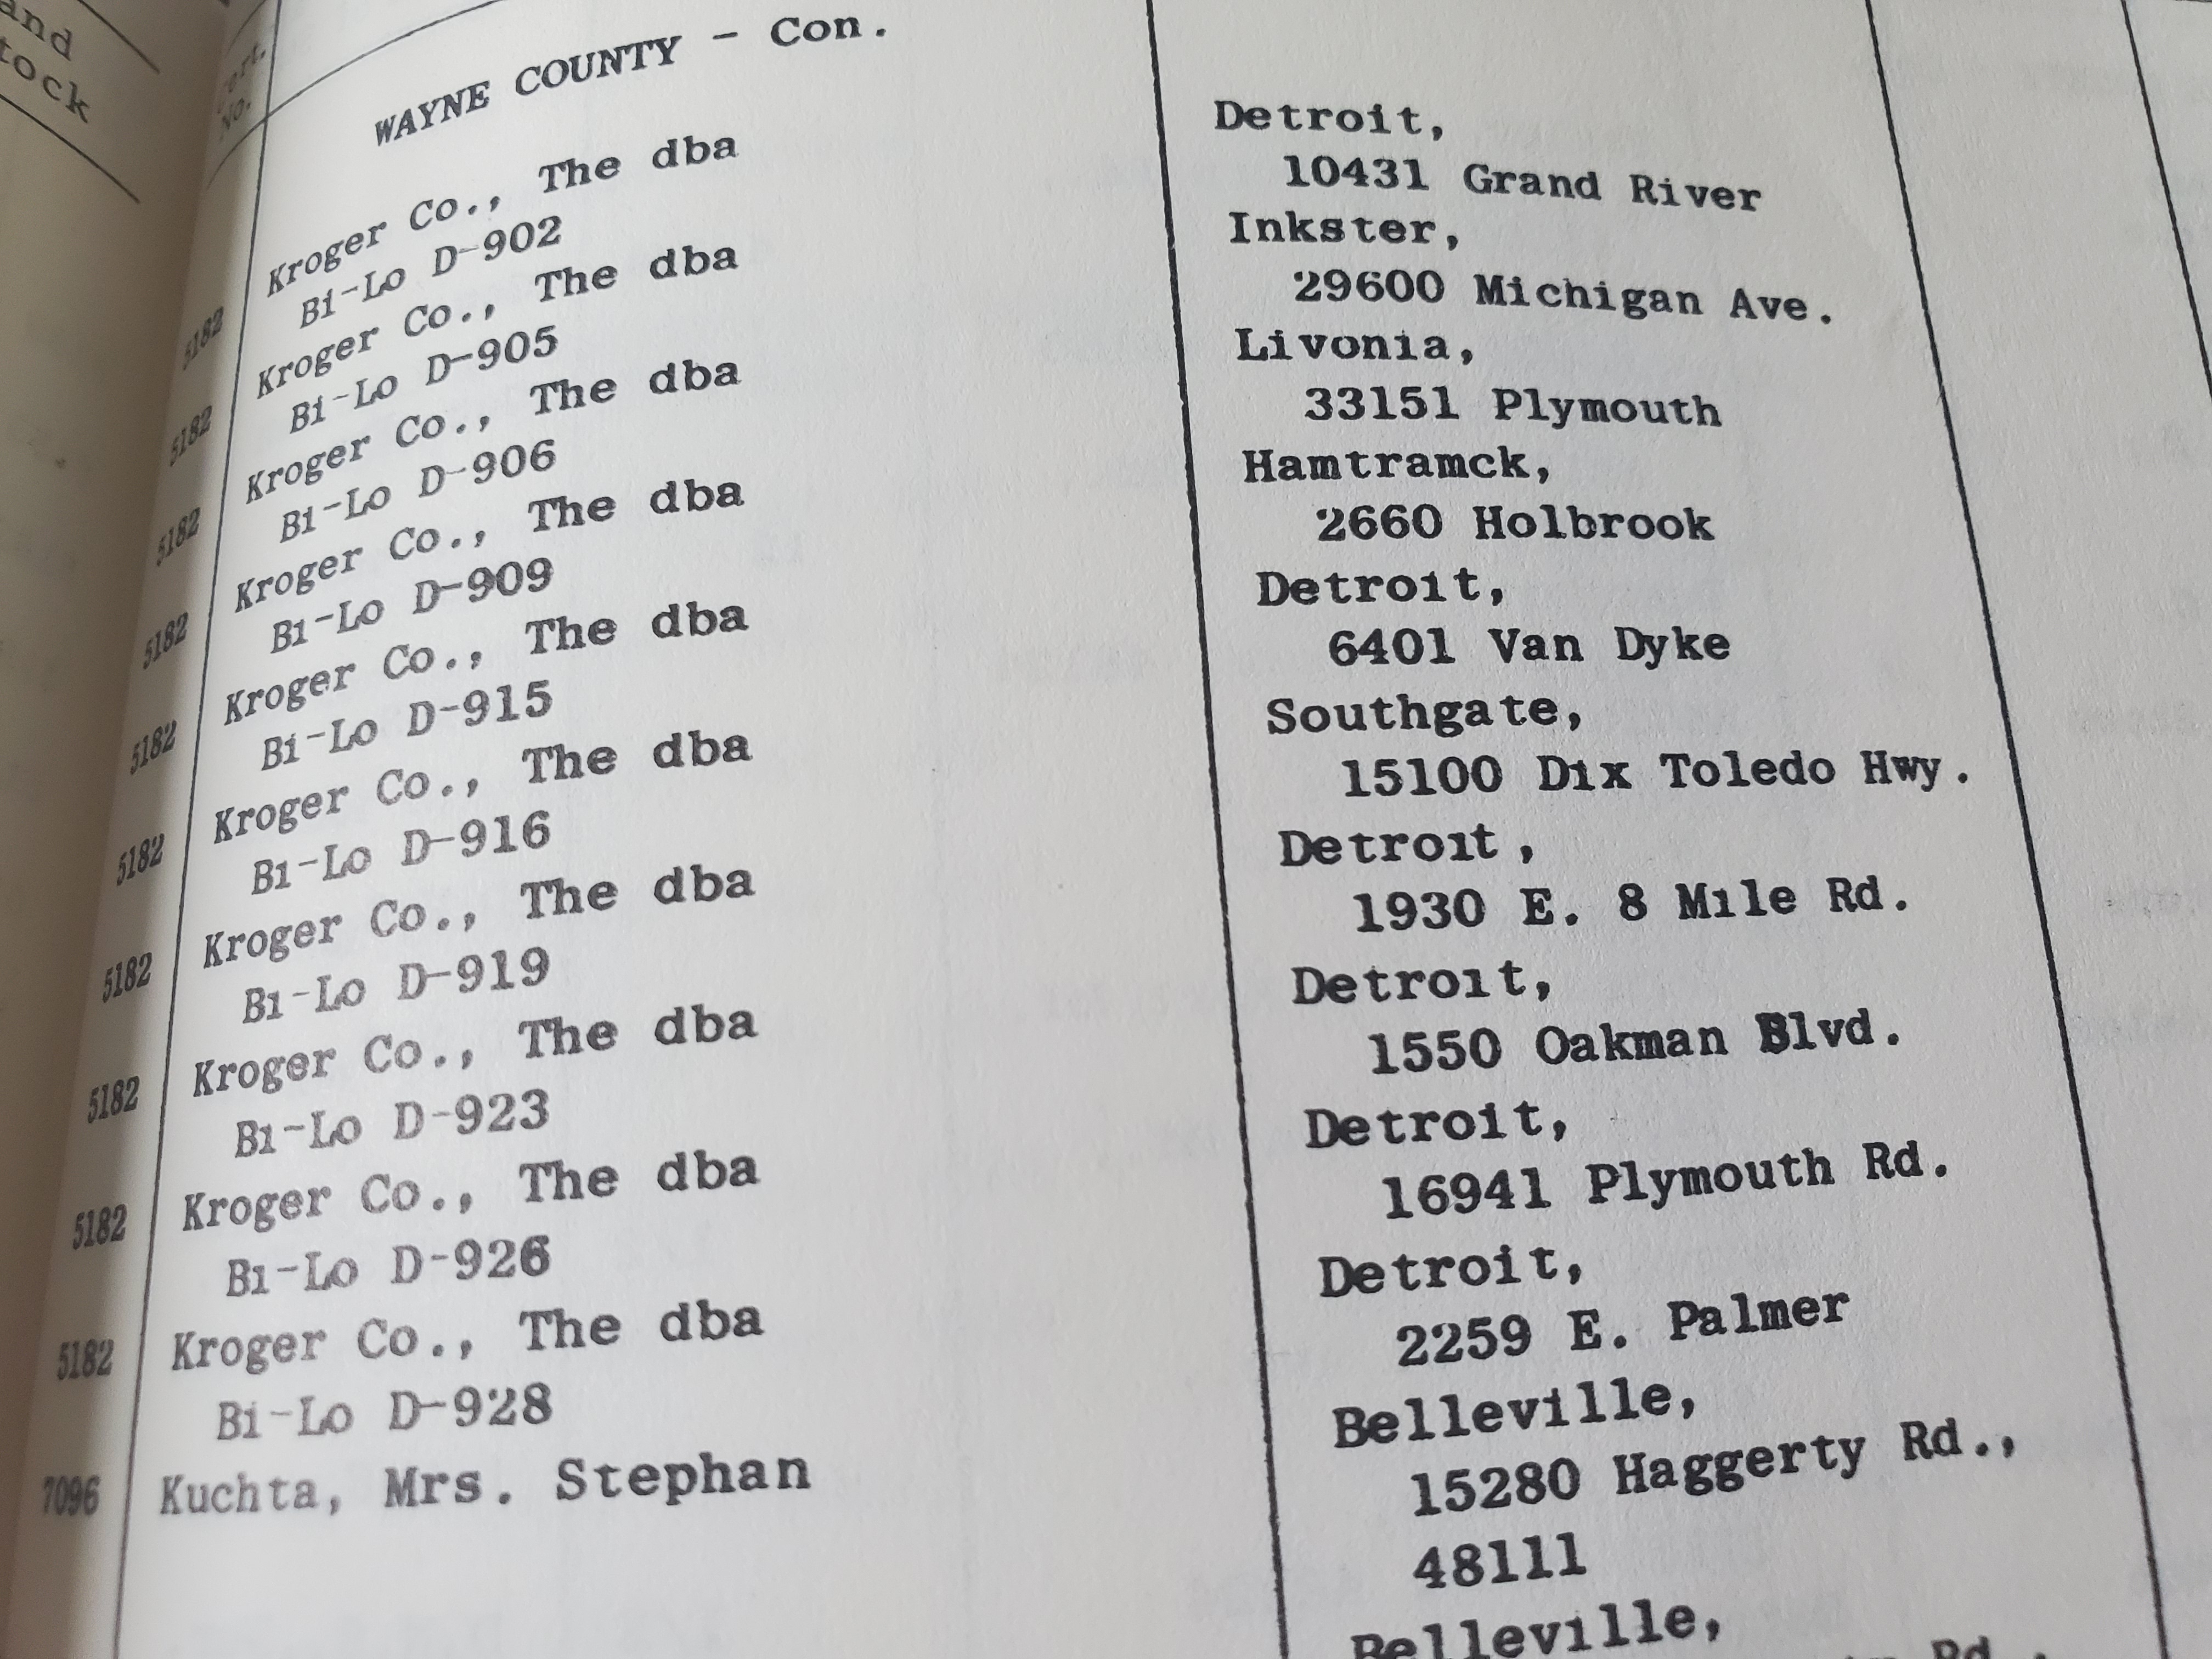 and
tock
Cert.
No.
WAYNE COUNTY - Con.
5182 Kroger Co., The dba Detroit,
Bi-Lo D-902 10431 Grand River
5182 Kroger Co., The dba Inkster,
Bi-Lo D-905 29600 Michigan Ave.
5182 Kroger Co., The dba Livonia,
Bi-Lo D-906 33151 Plymouth
5182 Kroger Co., The dba Hamtramck,
Bi-Lo D-909 2660 Holbrook
5182 Kroger Co., The dba Detroit,
Bi-Lo D-915 6401 Van Dyke
5182 Kroger Co., The dba Southgate,
Bi-Lo D-916 15100 Dix Toledo Hwy.
5182 Kroger Co., The dba Detroit,
Bi-Lo D-919 1930 E. 8 Mile Rd.
5182 Kroger Co., The dba Detroit,
Bi-Lo D-923 1550 Oakman Blvd.
5182 Kroger Co., The dba Detroit,
Bi-Lo D-926 16941 Plymouth Rd.
5182 Kroger Co., The dba Detroit,
Bi-Lo D-928 2259 E. Palmer
7096 Kuchta, Mrs. Stephan Belleville,
15280 Haggerty Rd.,
48111
Belleville,
Rd.,